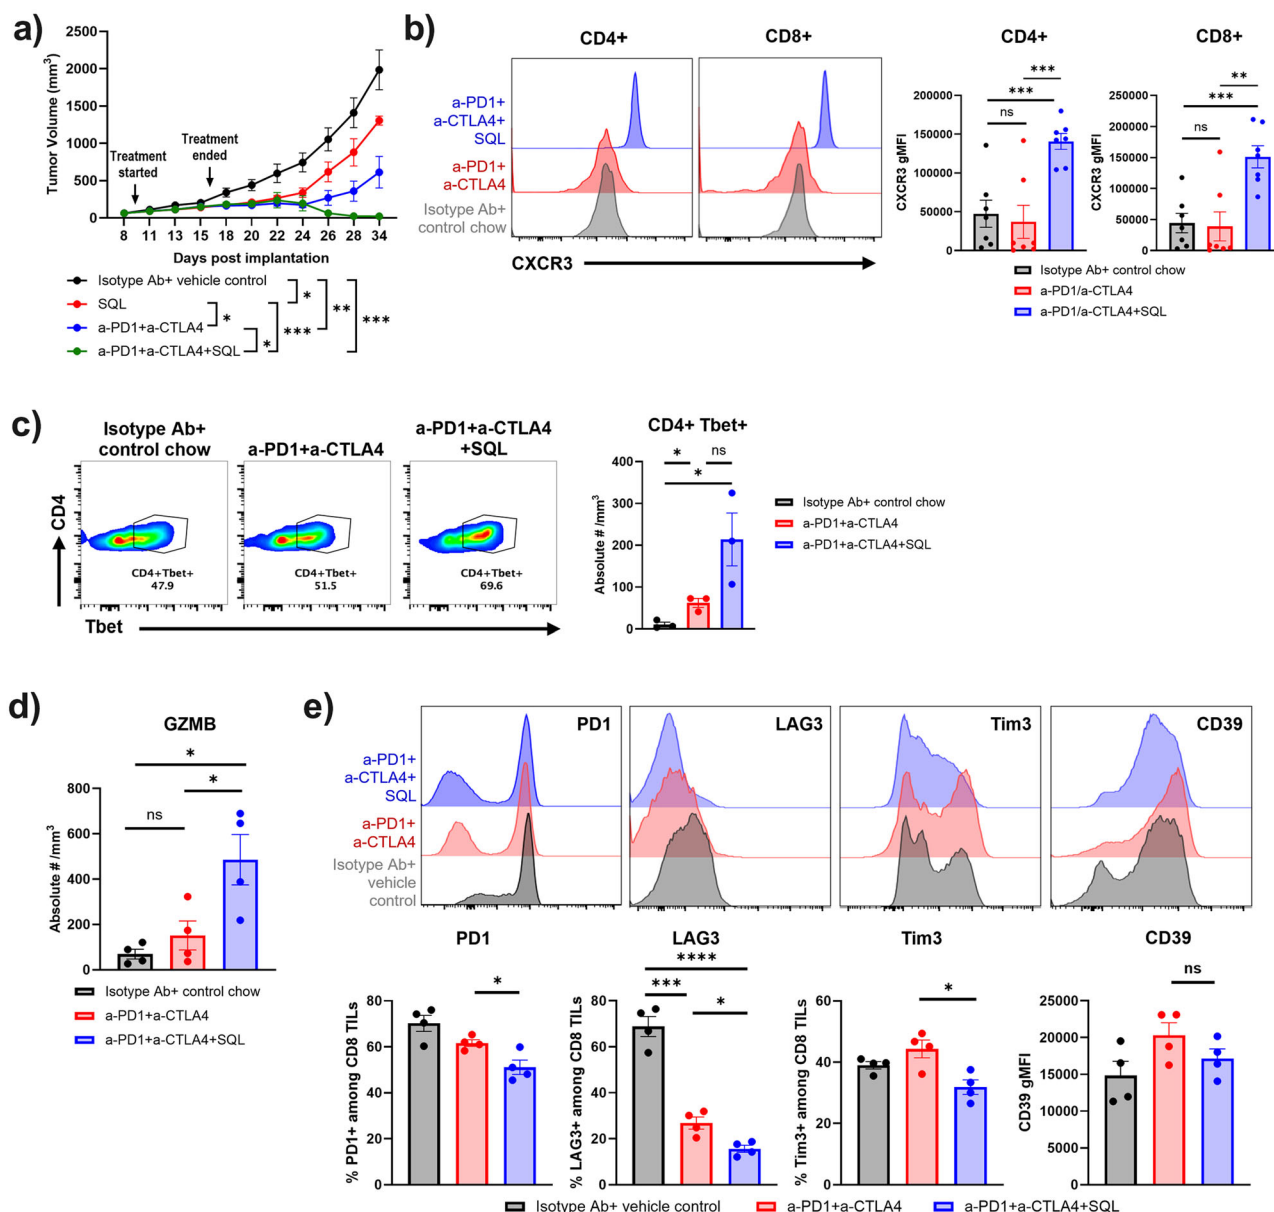 a)
Tumor Volume (mm³)
2500
2000
1500
1000
500
0
Treatment
started
Treatment
ended
8 11 13 15 18 20 22 24 26 28 34
Days post implantation
Isotype Ab+ vehicle control
SQL
a-PD1+a-CTLA4
a-PD1+a-CTLA4+SQL
*
*
*
***
**
***
b)
CD4+ CD8+
a-PD1+
a-CTLA4+
SQL
a-PD1+
a-CTLA4
Isotype Ab+
control chow
CXCR3
CD4+
CXCR3 gMFI
200000
150000
100000
50000
0
***
***
ns
CD8+
CXCR3 gMFI
250000
200000
150000
100000
50000
0
**
***
ns
Isotype Ab+ control chow
a-PD1/a-CTLA4
a-PD1/a-CTLA4+SQL
c)
Isotype Ab+
control chow
a-PD1+a-CTLA4
a-PD1+a-CTLA4
+SQL
CD4
CD4+Tbet+
47.9
CD4+Tbet+
51.5
CD4+Tbet+
69.6
Tbet
CD4+ Tbet+
Absolute # /mm³
400
300
200
100
0
* ns
*
Isotype Ab+ control chow
a-PD1+a-CTLA4
a-PD1+a-CTLA4+SQL
d)
GZMB
Absolute # /mm³
800
600
400
200
0
*
*
ns
Isotype Ab+ control chow
a-PD1+a-CTLA4
a-PD1+a-CTLA4+SQL
e)
a-PD1+
a-CTLA4+
SQL
a-PD1+
a-CTLA4
Isotype Ab+
vehicle
control
PD1
LAG3
Tim3
CD39
PD1
% PD1+ among CD8 TILs
80
60
40
20
0
*
LAG3
% LAG3+ among CD8 TILs
80
60
40
20
0
****
***
*
Tim3
% Tim3+ among CD8 TILs
60
40
20
0
*
CD39
CD39 gMFI
25000
20000
15000
10000
5000
0
ns
Isotype Ab+ vehicle control
a-PD1+a-CTLA4
a-PD1+a-CTLA4+SQL